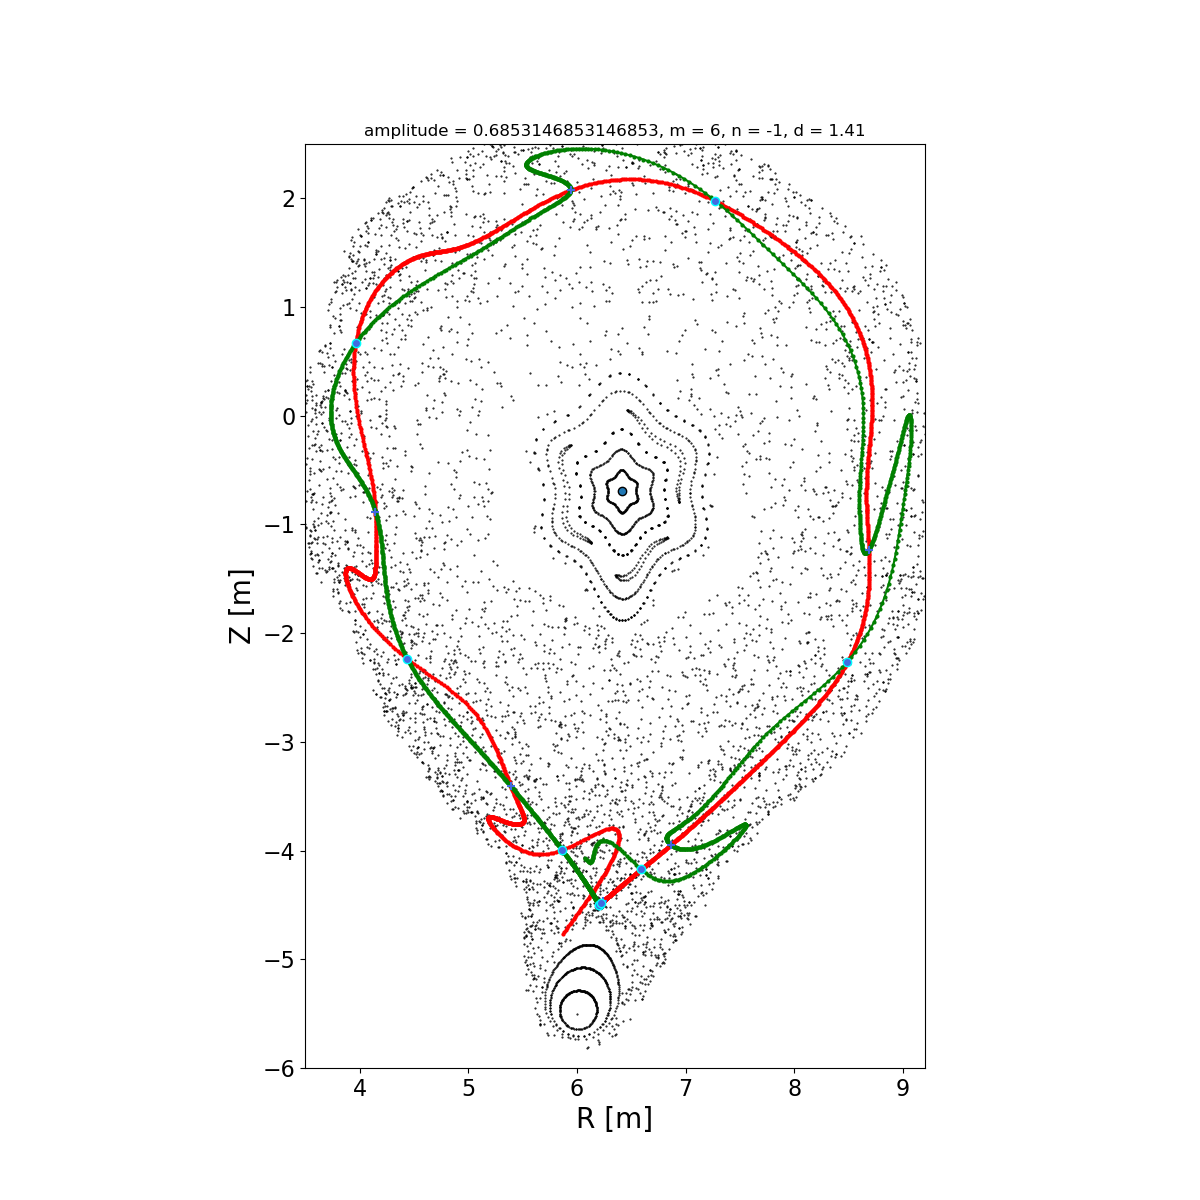 amplitude = 0.6853146853146853, m = 6, n = -1, d = 1.41
2
1
0
−1
−2
−3
−4
−5
−6
Z [m]
4 5 6 7 8 9
R [m]